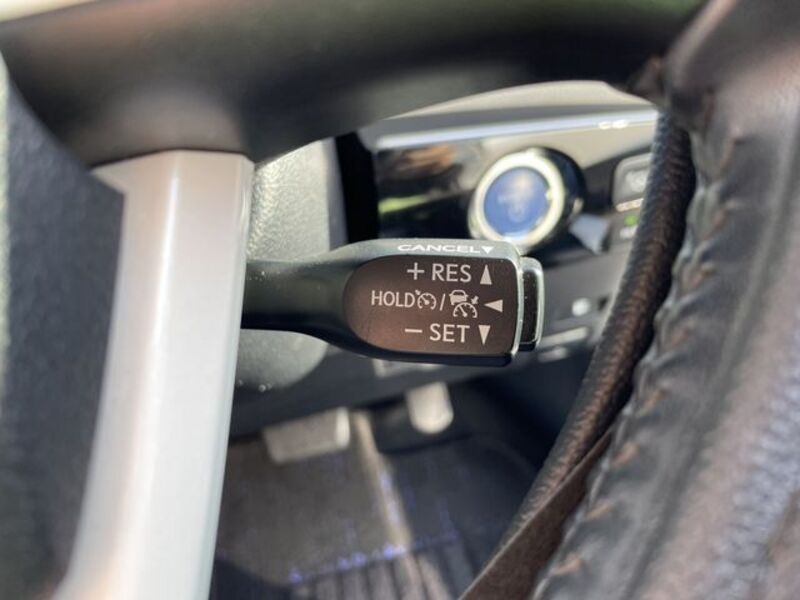 CANCEL▼
+ RES ▲
HOLD / ◀
− SET ▼